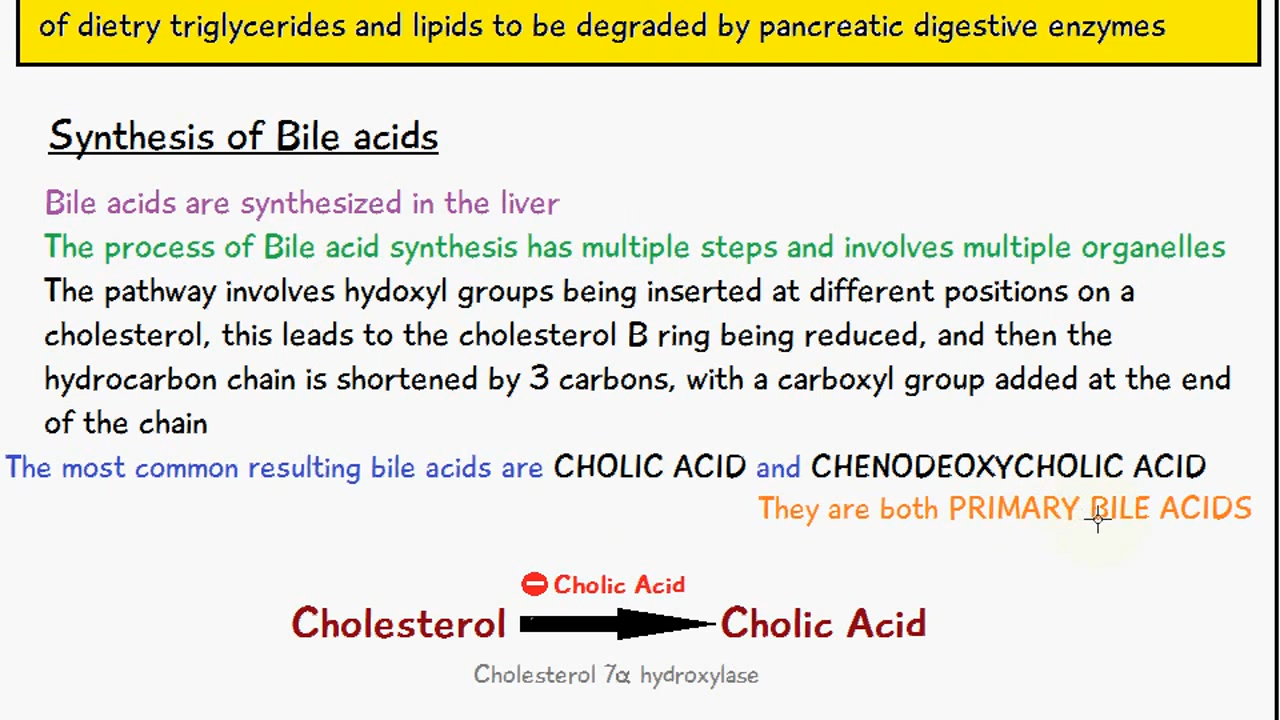 of dietry triglycerides and lipids to be degraded by pancreatic digestive enzymes
Synthesis of Bile acids
Bile acids are synthesized in the liver
The process of Bile acid synthesis has multiple steps and involves multiple organelles
The pathway involves hydoxyl groups being inserted at different positions on a
cholesterol, this leads to the cholesterol B ring being reduced, and then the
hydrocarbon chain is shortened by 3 carbons, with a carboxyl group added at the end
of the chain
The most common resulting bile acids are CHOLIC ACID and CHENODEOXYCHOLIC ACID
They are both PRIMARY BILE ACIDS
Cholic Acid
Cholesterol Cholic Acid
Cholesterol 7α hydroxylase